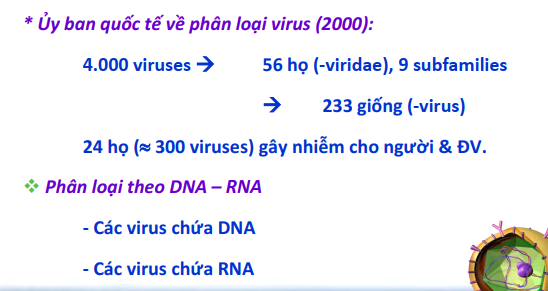 * Ủy ban quốc tế về phân loại virus (2000):
4.000 viruses → 56 họ (-viridae), 9 subfamilies
→ 233 giống (-virus)
24 họ (≈ 300 viruses) gây nhiễm cho người & ĐV.
❖ Phân loại theo DNA – RNA
- Các virus chứa DNA
- Các virus chứa RNA